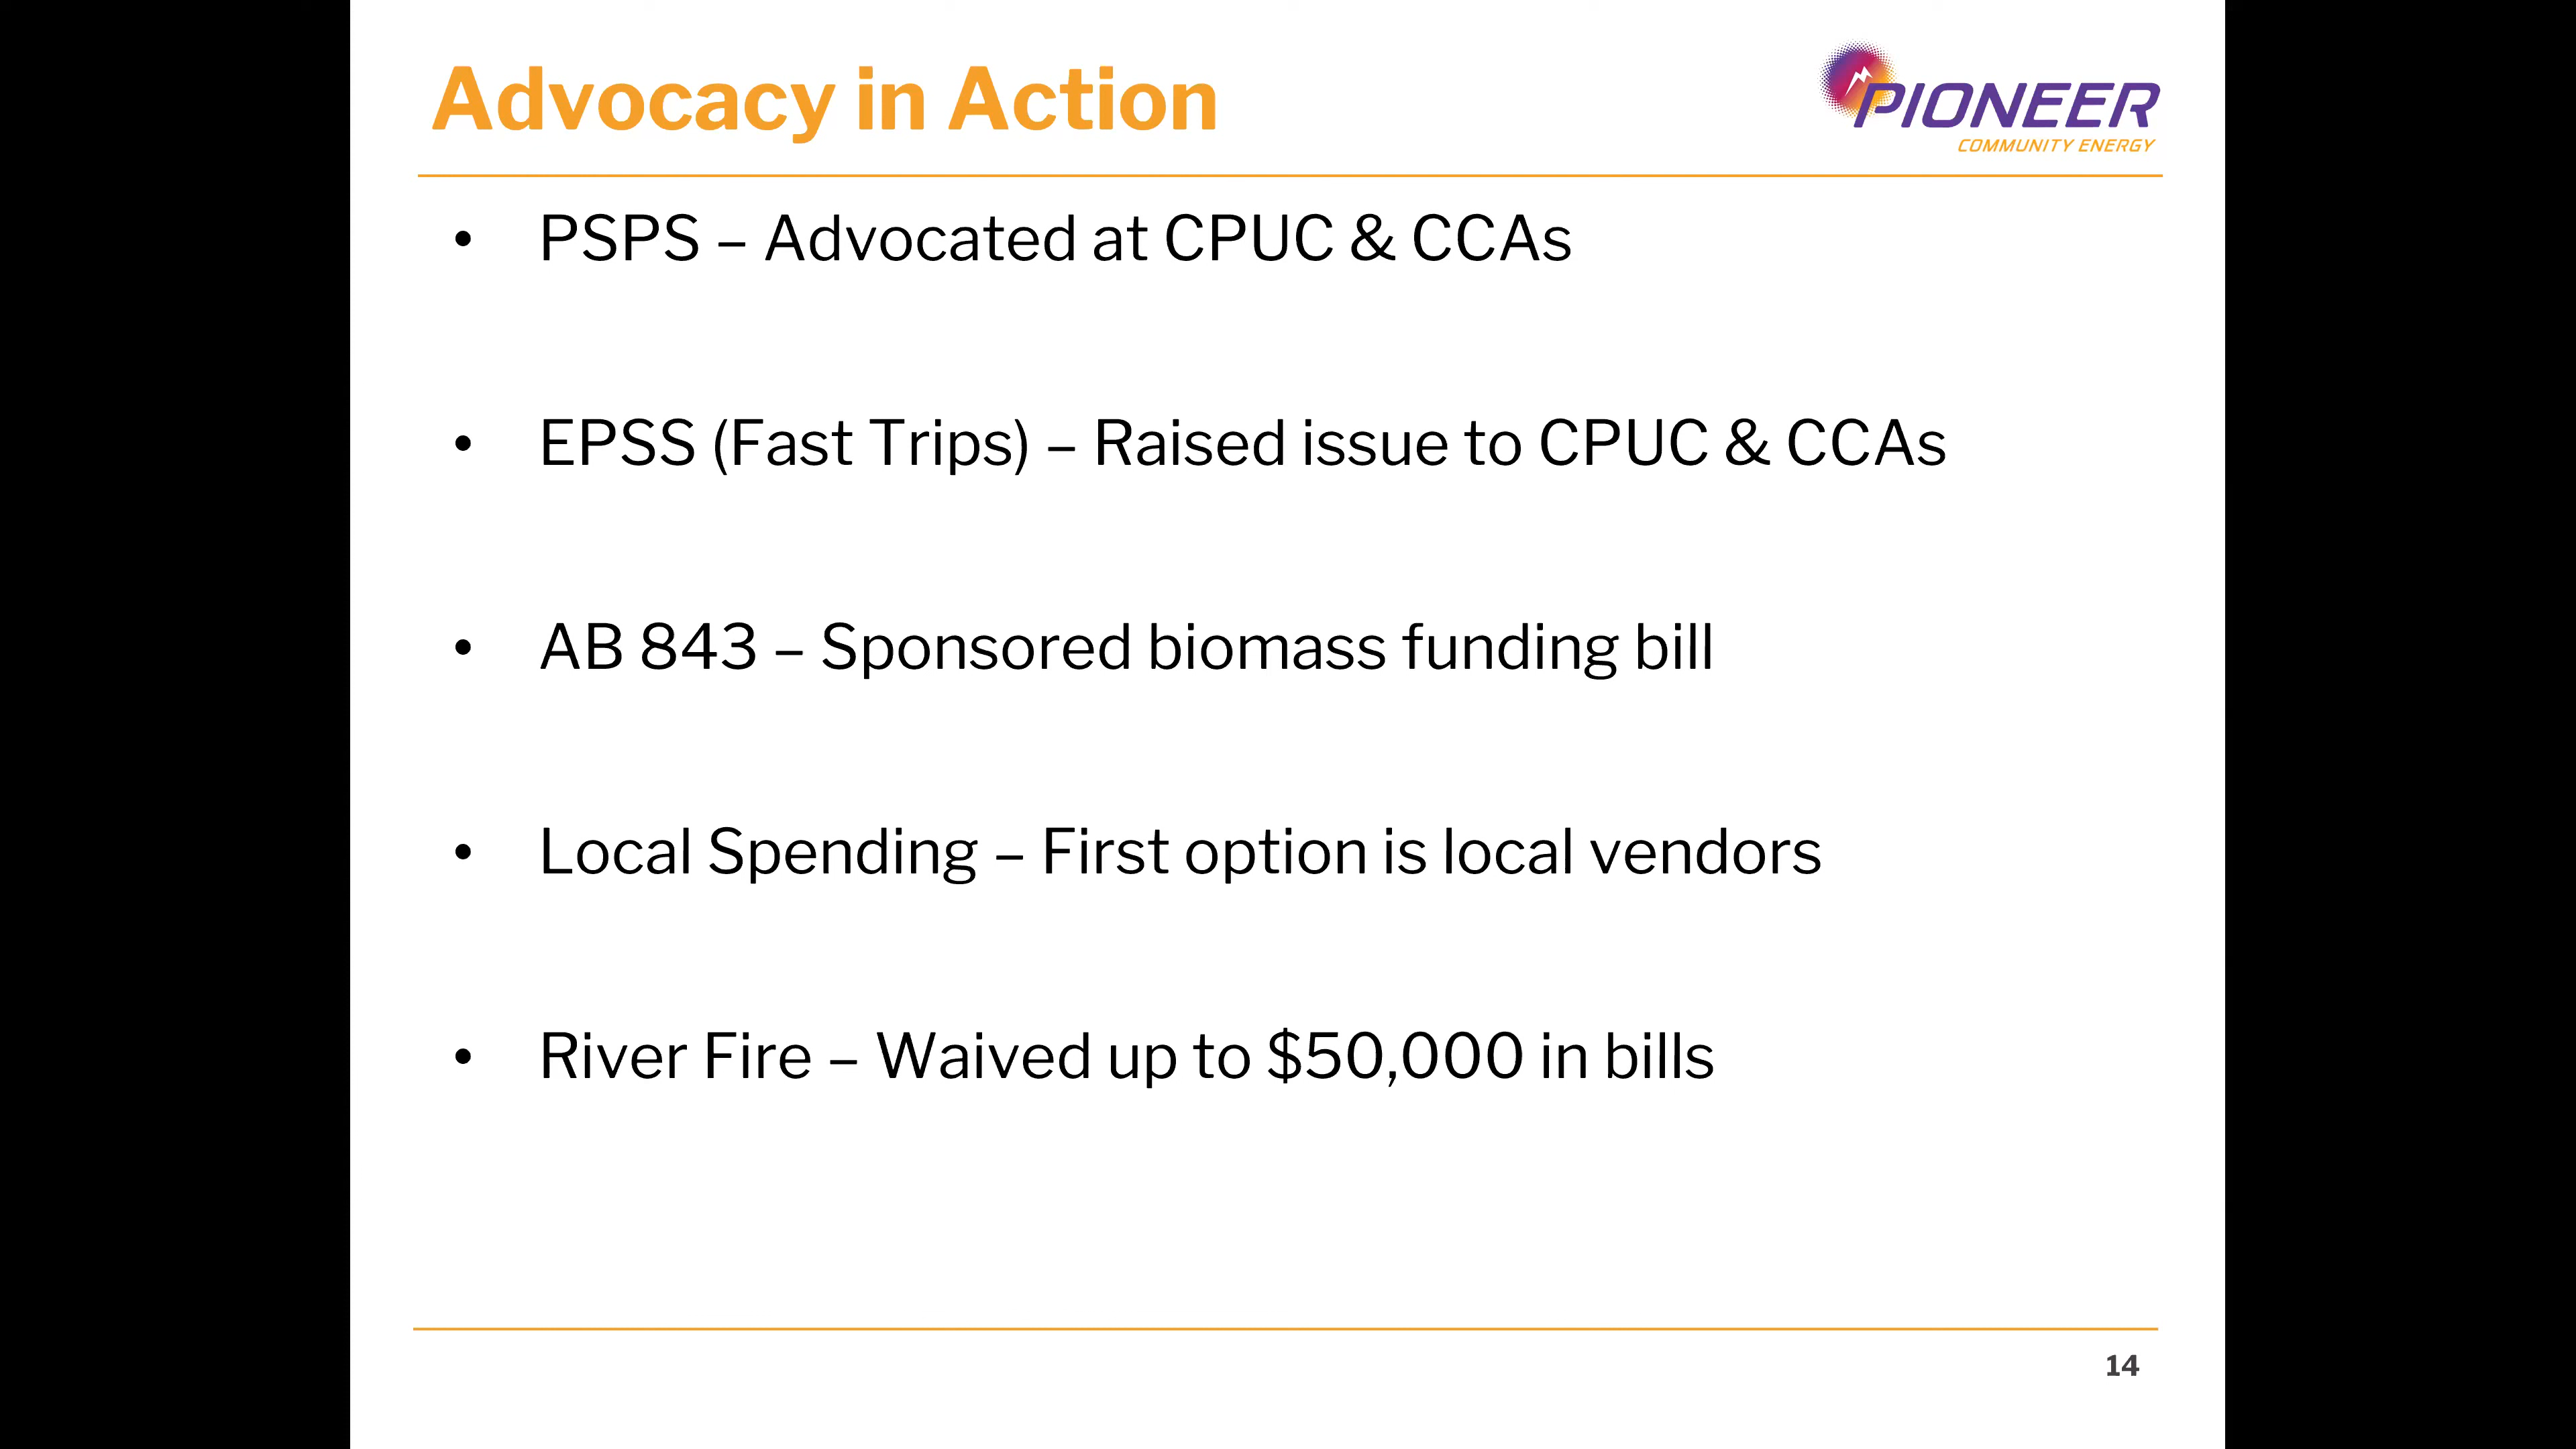 Advocacy in Action
PIONEER
COMMUNITY ENERGY
• PSPS – Advocated at CPUC & CCAs
• EPSS (Fast Trips) – Raised issue to CPUC & CCAs
• AB 843 – Sponsored biomass funding bill
• Local Spending – First option is local vendors
• River Fire – Waived up to $50,000 in bills
14